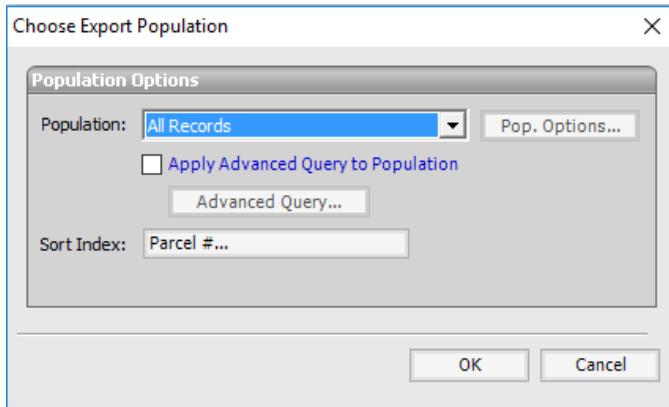 Choose Export Population
Population Options
Population: All Records Pop. Options...
Apply Advanced Query to Population
Advanced Query...
Sort Index: Parcel #...
OK Cancel